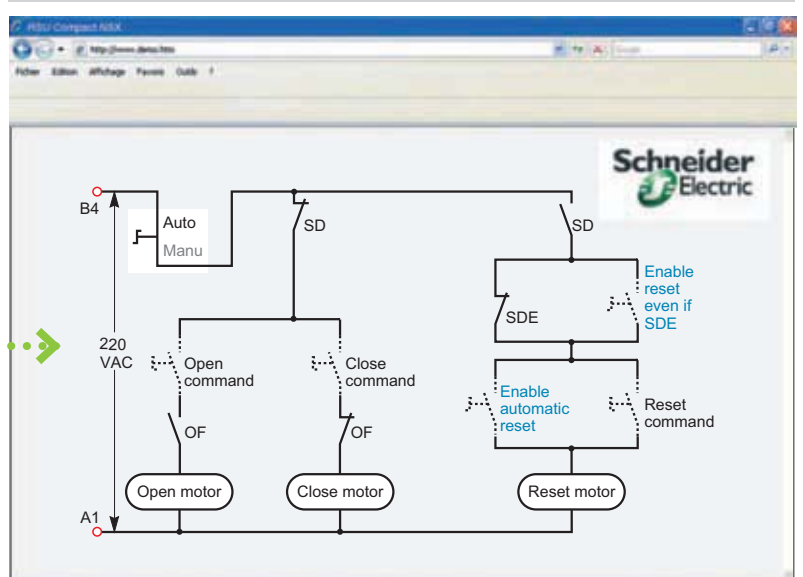 RSU Compact NSX
Fichier Edition Affichage Favoris Outils ?
Schneider
Electric
B4
Auto
Manu
SD
SD
Enable
reset
even if
SDE
SDE
220
VAC
Open
command
Close
command
Enable
automatic
reset
Reset
command
OF
OF
Open motor
Close motor
Reset motor
A1